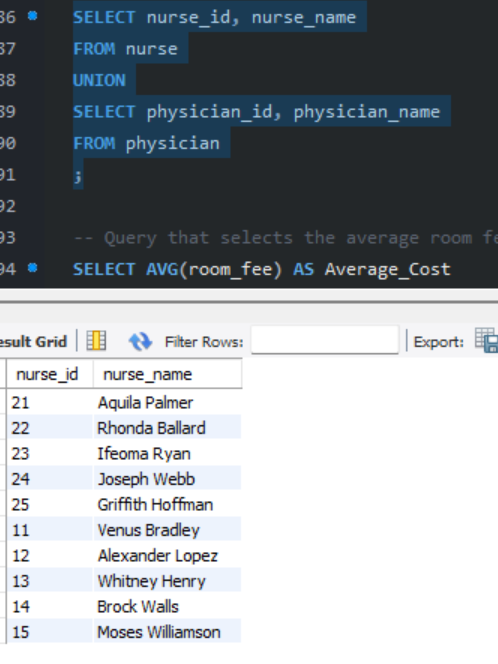 86 SELECT nurse_id, nurse_name
87 FROM nurse
88 UNION
89 SELECT physician_id, physician_name
90 FROM physician
91 ;
92
93 -- Query that selects the average room fe
94 SELECT AVG(room_fee) AS Average_Cost
esult Grid Filter Rows: Export:
nurse_id nurse_name
21 Aquila Palmer
22 Rhonda Ballard
23 Ifeoma Ryan
24 Joseph Webb
25 Griffith Hoffman
11 Venus Bradley
12 Alexander Lopez
13 Whitney Henry
14 Brock Walls
15 Moses Williamson